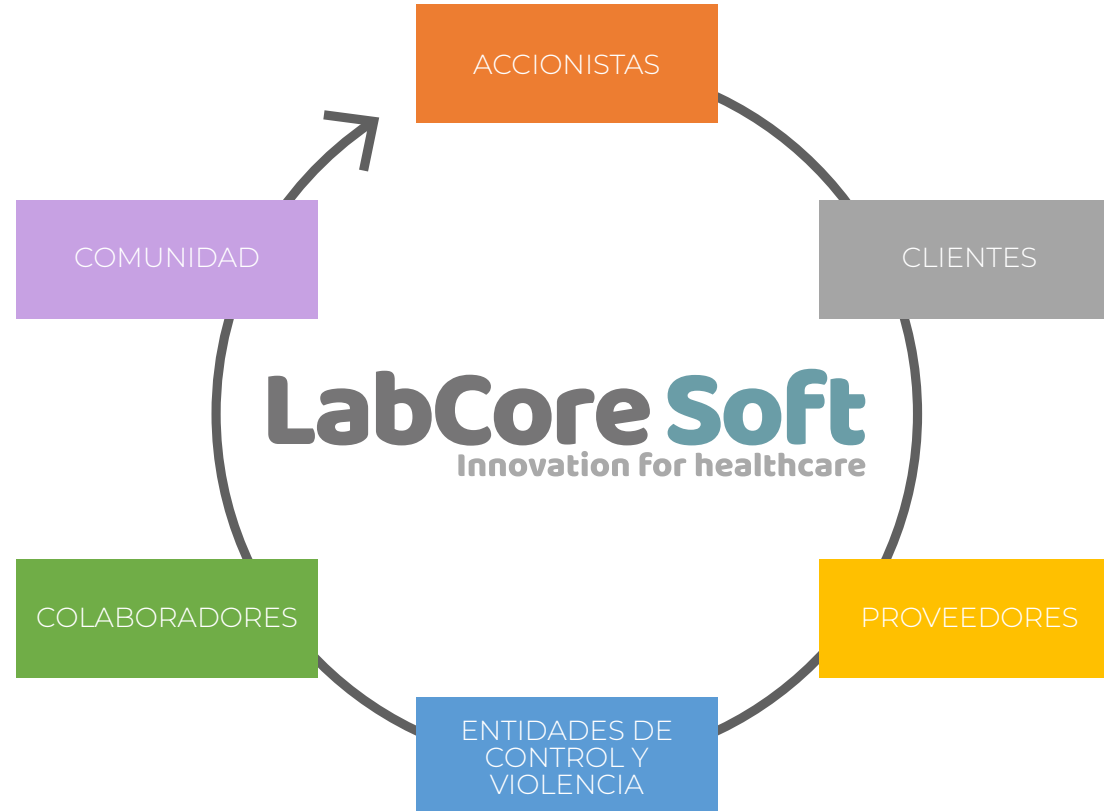 ACCIONISTAS
COMUNIDAD
CLIENTES
LabCore Soft
Innovation for healthcare
COLABORADORES
PROVEEDORES
ENTIDADES DE
CONTROL Y
VIOLENCIA